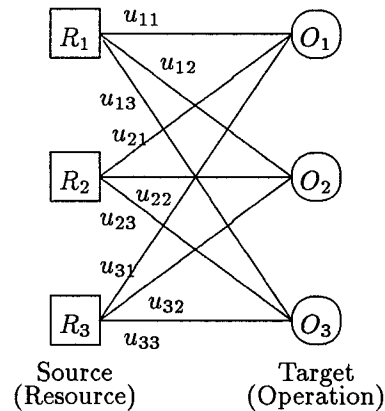 u11
R1 O1
u12
u13
u21
R2 O2
u22
u23
u31
u32
R3 O3
u33
Source Target
(Resource) (Operation)